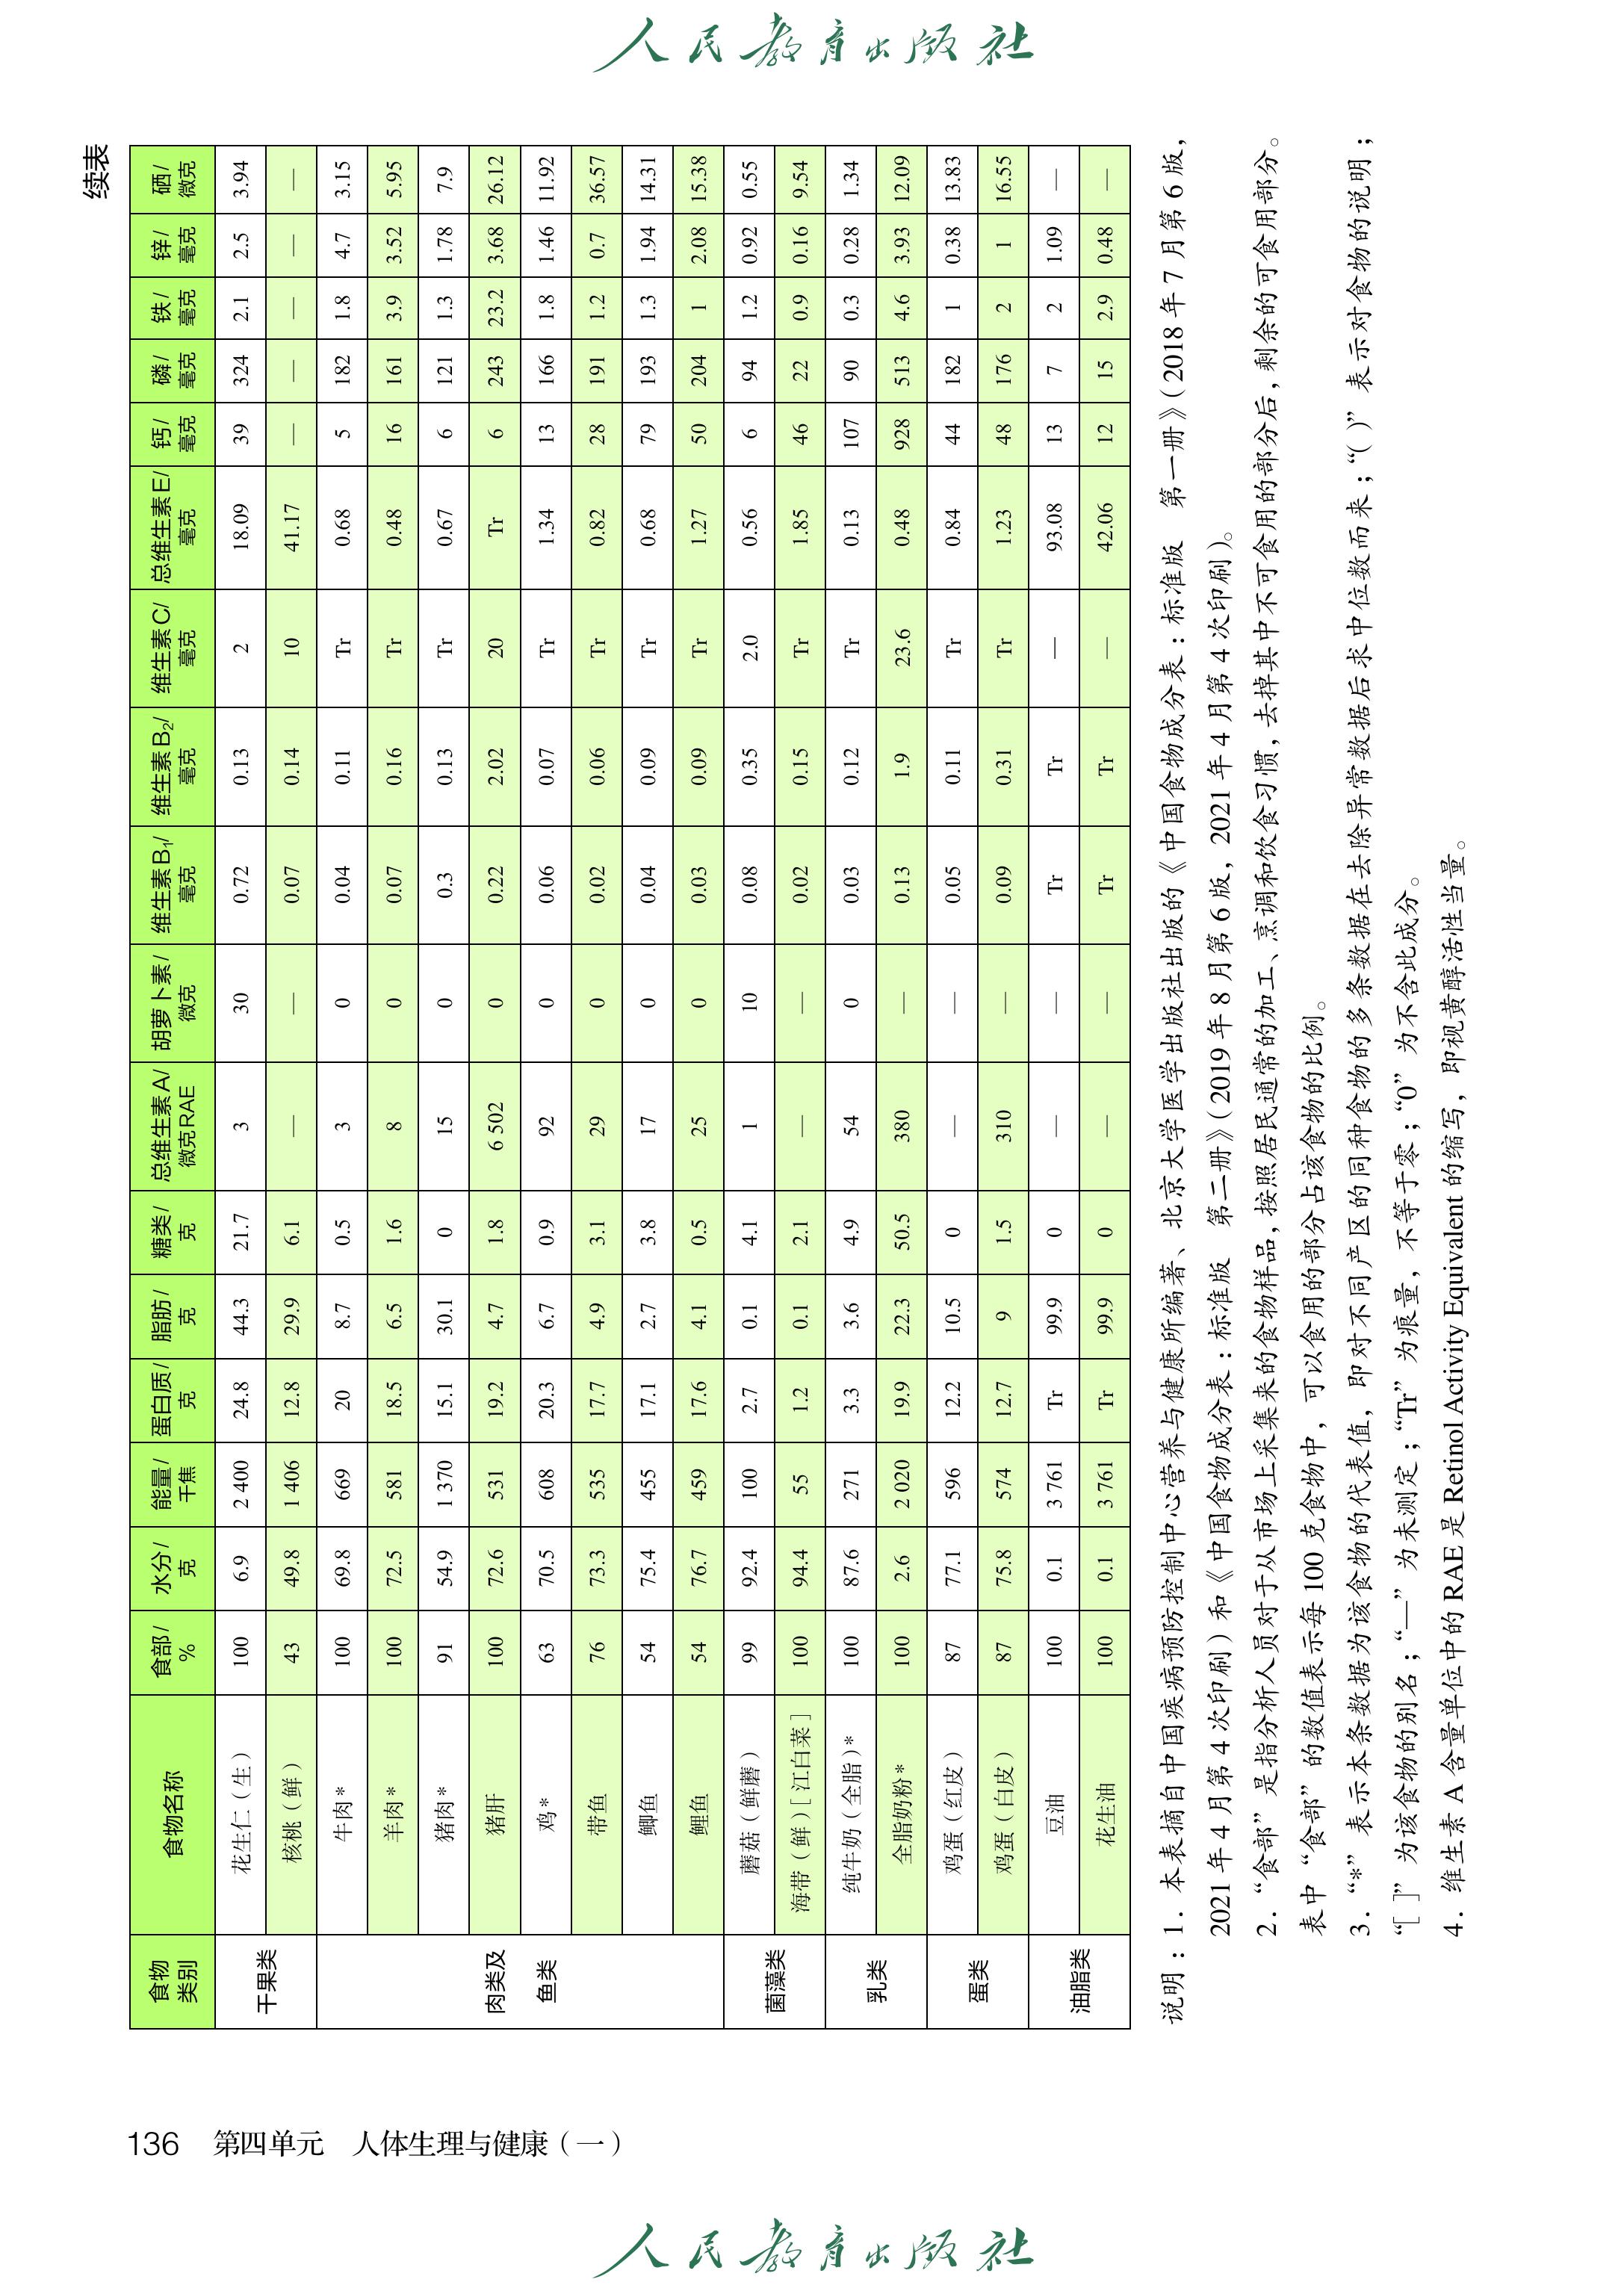 人民教育出版社
续表
食物类别 食物名称 食部/% 水分/克 能量/千焦 蛋白质/克 脂肪/克 糖类/克 总维生素A/微克RAE 胡萝卜素/微克 维生素B₁/毫克 维生素B₂/毫克 维生素C/毫克 总维生素E/毫克 钙/毫克 磷/毫克 铁/毫克 锌/毫克 硒/微克
干果类 花生仁（生） 100 6.9 2 400 24.8 44.3 21.7 3 30 0.72 0.13 2 18.09 39 324 2.1 2.5 3.94
核桃（鲜） 43 49.8 1 406 12.8 29.9 6.1 — — 0.07 0.14 10 41.17 — — — — —
肉类及鱼类 牛肉* 100 69.8 669 20 8.7 0.5 3 0 0.04 0.11 Tr 0.68 5 182 1.8 4.7 3.15
羊肉* 100 72.5 581 18.5 6.5 1.6 8 0 0.07 0.16 Tr 0.48 16 161 3.9 3.52 5.95
猪肉* 91 54.9 1 370 15.1 30.1 0 15 0 0.3 0.13 Tr 0.67 6 121 1.3 1.78 7.9
猪肝 100 72.6 531 19.2 4.7 1.8 6 502 0 0.22 2.02 20 Tr 6 243 23.2 3.68 26.12
鸡* 63 70.5 608 20.3 6.7 0.9 92 0 0.06 0.07 Tr 1.34 13 166 1.8 1.46 11.92
带鱼 76 73.3 535 17.7 4.9 3.1 29 0 0.02 0.06 Tr 0.82 28 191 1.2 0.7 36.57
鲫鱼 54 75.4 455 17.1 2.7 3.8 17 0 0.04 0.09 Tr 0.68 79 193 1.3 1.94 14.31
鲤鱼 54 76.7 459 17.6 4.1 0.5 25 0 0.03 0.09 Tr 1.27 50 204 1 2.08 15.38
菌藻类 蘑菇（鲜蘑） 99 92.4 100 2.7 0.1 4.1 1 10 0.08 0.35 2.0 0.56 6 94 1.2 0.92 0.55
海带（鲜）［江白菜］ 100 94.4 55 1.2 0.1 2.1 — — 0.02 0.15 Tr 1.85 46 22 0.9 0.16 9.54
乳类 纯牛奶（全脂）* 100 87.6 271 3.3 3.6 4.9 54 0 0.03 0.12 Tr 0.13 107 90 0.3 0.28 1.34
全脂奶粉* 100 2.6 2 020 19.9 22.3 50.5 380 — 0.13 1.9 23.6 0.48 928 513 4.6 3.93 12.09
蛋类 鸡蛋（红皮） 87 77.1 596 12.2 10.5 0 — — 0.05 0.11 Tr 0.84 44 182 1 0.38 13.83
鸡蛋（白皮） 87 75.8 574 12.7 9 1.5 310 — 0.09 0.31 Tr 1.23 48 176 2 1 16.55
油脂类 豆油 100 0.1 3 761 Tr 99.9 0 — — Tr Tr — 93.08 13 7 2 1.09 —
花生油 100 0.1 3 761 Tr 99.9 0 — — Tr Tr — 42.06 12 15 2.9 0.48 —
说明：1. 本表摘自中国疾病预防控制中心营养与健康所编著、北京大学医学出版社出版的《中国食物成分表：标准版 第一册》（2018年7月第6版，
2021年4月第4次印刷）和《中国食物成分表：标准版 第二册》（2019年8月第6版，2021年4月第4次印刷）。
2. “食部”是指分析人员对于从市场上采集来的食物样品，按照居民通常的加工、烹调和饮食习惯，去掉其中不可食用的部分后，剩余的可食用部分。
表中“食部”的数值表示每100克食物中，可以食用的部分占该食物的比例。
3. “*”表示本条数据为该食物的代表值，即对不同产区的同种食物的多条数据在去除异常数据后求中位数而来；“（）”表示对食物的说明；
“［］”为该食物的别名；“—”为未测定；“Tr”为痕量，不等于零；“0”为不含此成分。
4. 维生素A含量单位中的RAE是Retinol Activity Equivalent的缩写，即视黄醇活性当量。
136 第四单元 人体生理与健康（一）
人民教育出版社